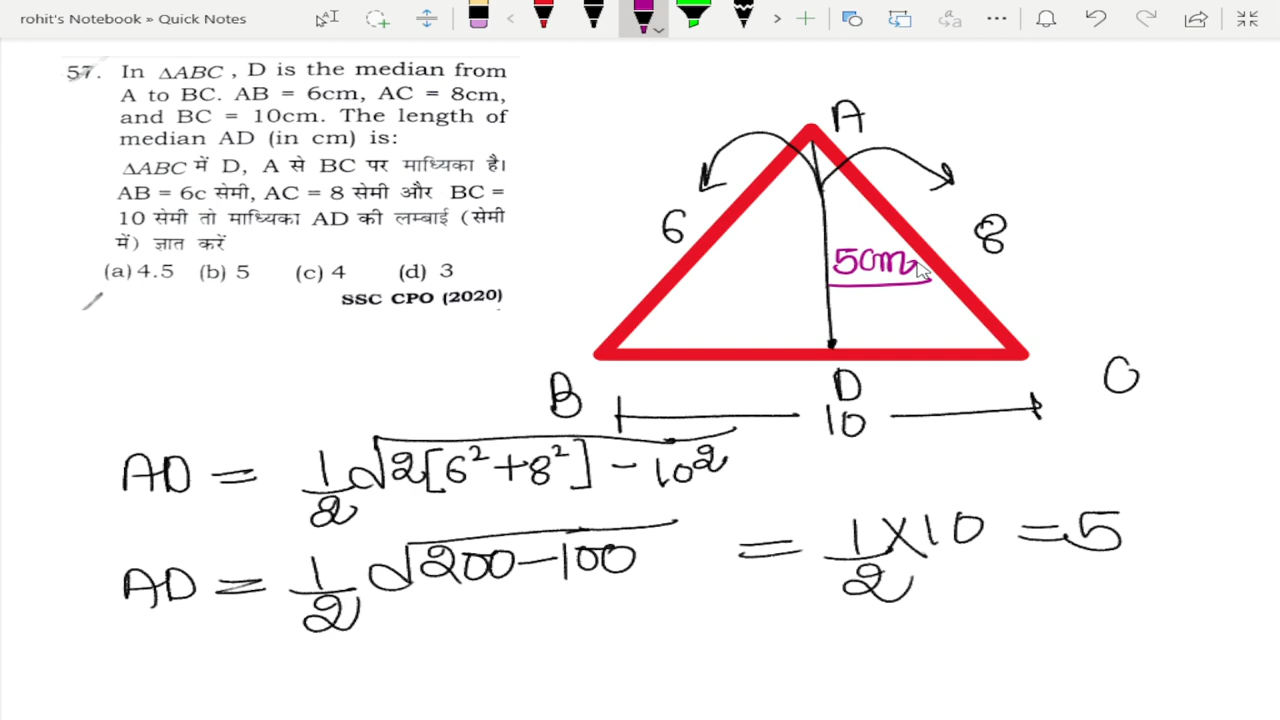 rohit's Notebook » Quick Notes
57. In ΔABC, D is the median from
A to BC. AB = 6cm, AC = 8cm,
and BC = 10cm. The length of
median AD (in cm) is:
ΔABC में D, A से BC पर माध्यिका है।
AB = 6c सेमी, AC = 8 सेमी और BC =
10 सेमी तो माध्यिका AD की लम्बाई (सेमी
में) ज्ञात करें
(a) 4.5 (b) 5 (c) 4 (d) 3
SSC CPO (2020)
A
6
8
5cm
B
D
C
10
AD = 1/2 √2[6²+8²] - 10²
AD = 1/2 √200-100 = 1/2 × 10 = 5